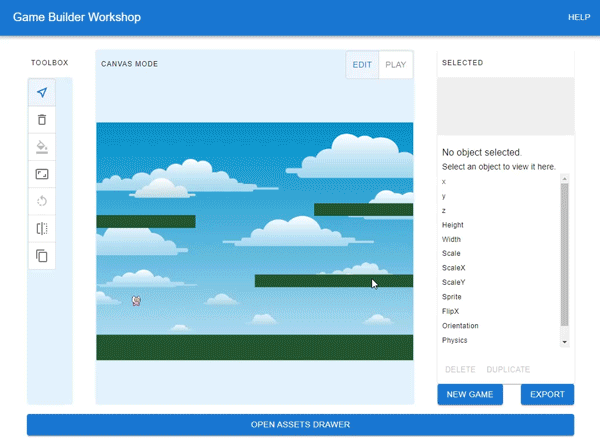 Game Builder Workshop
HELP
TOOLBOX
CANVAS MODE
EDIT
PLAY
SELECTED
No object selected.
Select an object to view it here.
x
y
z
Height
Width
Scale
ScaleX
ScaleY
Sprite
FlipX
Orientation
Physics
DELETE
DUPLICATE
NEW GAME
EXPORT
OPEN ASSETS DRAWER